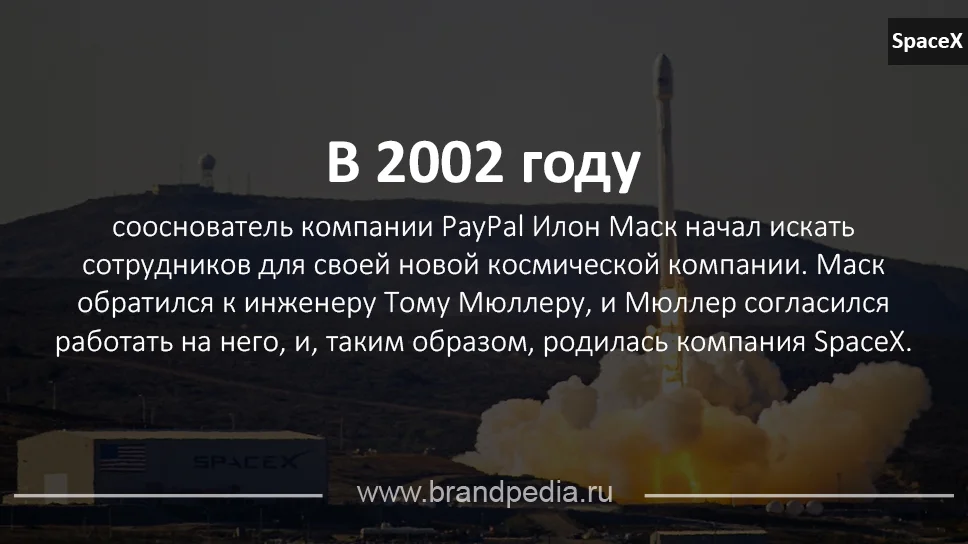 SpaceX
В 2002 году
сооснователь компании PayPal Илон Маск начал искать
сотрудников для своей новой космической компании. Маск
обратился к инженеру Тому Мюллеру, и Мюллер согласился
работать на него, и, таким образом, родилась компания SpaceX.
SPACEX
www.brandpedia.ru